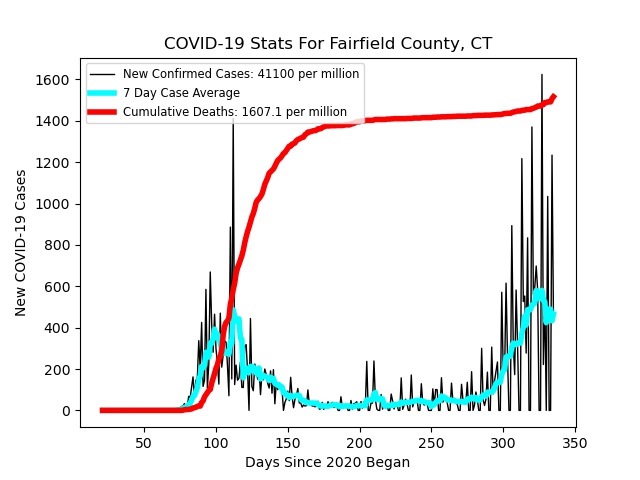 COVID-19 Stats For Fairfield County, CT
New Confirmed Cases: 41100 per million
7 Day Case Average
Cumulative Deaths: 1607.1 per million
New COVID-19 Cases
1600
1400
1200
1000
800
600
400
200
0
50 100 150 200 250 300 350
Days Since 2020 Began